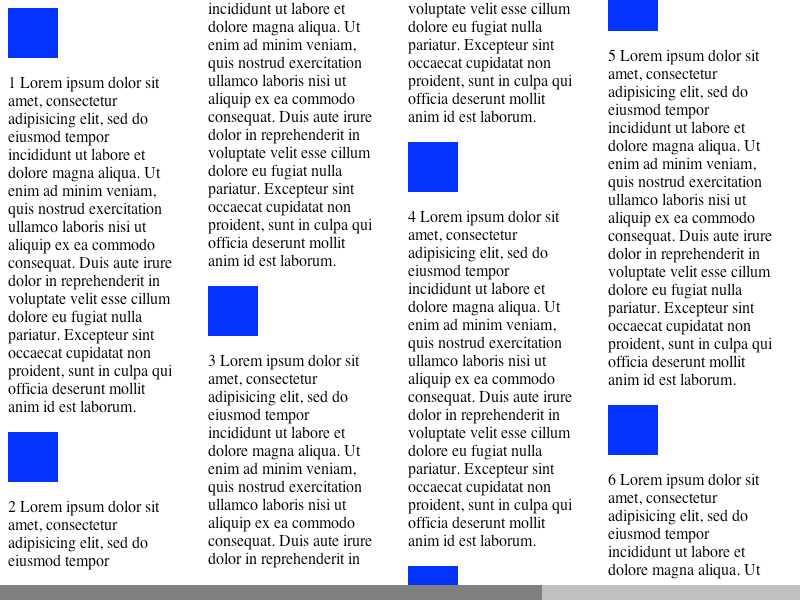 1 Lorem ipsum dolor sit
amet, consectetur
adipisicing elit, sed do
eiusmod tempor
incididunt ut labore et
dolore magna aliqua. Ut
enim ad minim veniam,
quis nostrud exercitation
ullamco laboris nisi ut
aliquip ex ea commodo
consequat. Duis aute irure
dolor in reprehenderit in
voluptate velit esse cillum
dolore eu fugiat nulla
pariatur. Excepteur sint
occaecat cupidatat non
proident, sunt in culpa qui
officia deserunt mollit
anim id est laborum.
2 Lorem ipsum dolor sit
amet, consectetur
adipisicing elit, sed do
eiusmod tempor
incididunt ut labore et
dolore magna aliqua. Ut
enim ad minim veniam,
quis nostrud exercitation
ullamco laboris nisi ut
aliquip ex ea commodo
consequat. Duis aute irure
dolor in reprehenderit in
voluptate velit esse cillum
dolore eu fugiat nulla
pariatur. Excepteur sint
occaecat cupidatat non
proident, sunt in culpa qui
officia deserunt mollit
anim id est laborum.
3 Lorem ipsum dolor sit
amet, consectetur
adipisicing elit, sed do
eiusmod tempor
incididunt ut labore et
dolore magna aliqua. Ut
enim ad minim veniam,
quis nostrud exercitation
ullamco laboris nisi ut
aliquip ex ea commodo
consequat. Duis aute irure
dolor in reprehenderit in
voluptate velit esse cillum
dolore eu fugiat nulla
pariatur. Excepteur sint
occaecat cupidatat non
proident, sunt in culpa qui
officia deserunt mollit
anim id est laborum.
4 Lorem ipsum dolor sit
amet, consectetur
adipisicing elit, sed do
eiusmod tempor
incididunt ut labore et
dolore magna aliqua. Ut
enim ad minim veniam,
quis nostrud exercitation
ullamco laboris nisi ut
aliquip ex ea commodo
consequat. Duis aute irure
dolor in reprehenderit in
voluptate velit esse cillum
dolore eu fugiat nulla
pariatur. Excepteur sint
occaecat cupidatat non
proident, sunt in culpa qui
officia deserunt mollit
anim id est laborum.
5 Lorem ipsum dolor sit
amet, consectetur
adipisicing elit, sed do
eiusmod tempor
incididunt ut labore et
dolore magna aliqua. Ut
enim ad minim veniam,
quis nostrud exercitation
ullamco laboris nisi ut
aliquip ex ea commodo
consequat. Duis aute irure
dolor in reprehenderit in
voluptate velit esse cillum
dolore eu fugiat nulla
pariatur. Excepteur sint
occaecat cupidatat non
proident, sunt in culpa qui
officia deserunt mollit
anim id est laborum.
6 Lorem ipsum dolor sit
amet, consectetur
adipisicing elit, sed do
eiusmod tempor
incididunt ut labore et
dolore magna aliqua. Ut